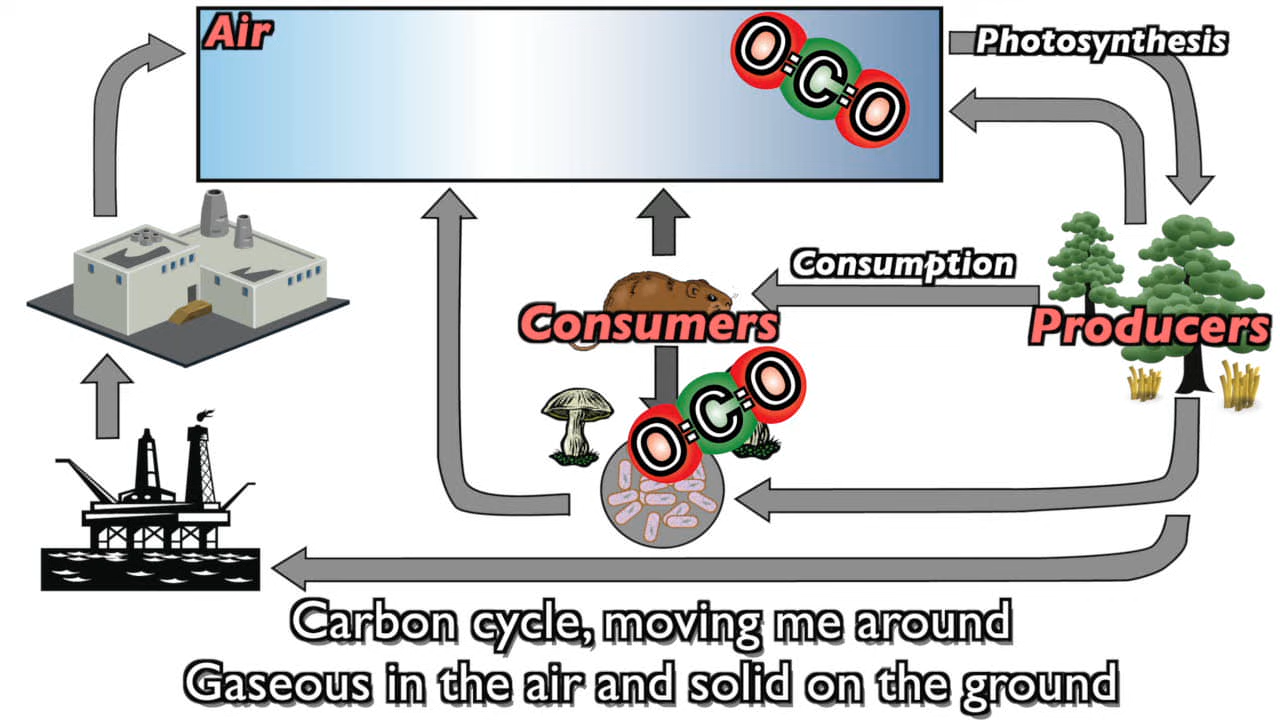 Air
O=C=O
Photosynthesis
Consumption
Consumers
Producers
O=C=O
Carbon cycle, moving me around
Gaseous in the air and solid on the ground